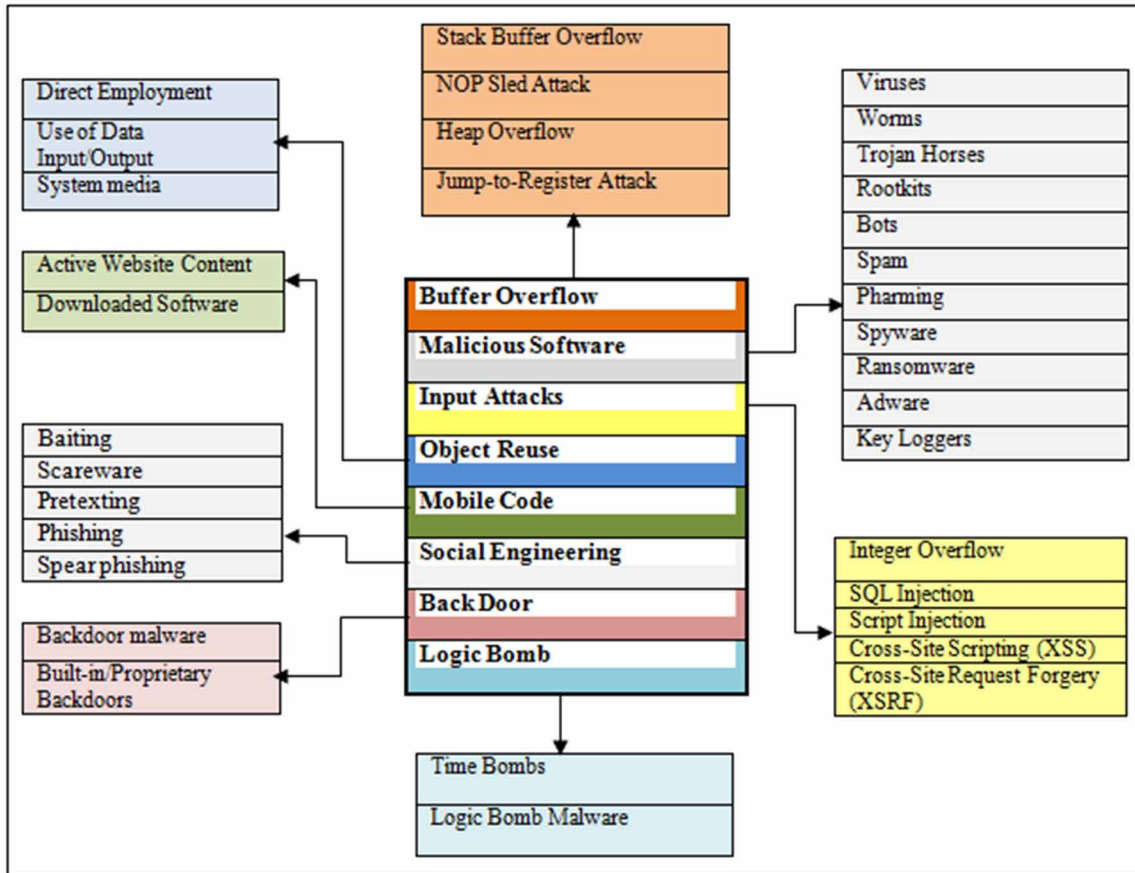 Stack Buffer Overflow
NOP Sled Attack
Heap Overflow
Jump-to-Register Attack
Direct Employment
Use of Data
Input/Output
System media
Active Website Content
Downloaded Software
Baiting
Scareware
Pretexting
Phishing
Spear phishing
Backdoor malware
Built-in/Proprietary
Backdoors
Buffer Overflow
Malicious Software
Input Attacks
Object Reuse
Mobile Code
Social Engineering
Back Door
Logic Bomb
Viruses
Worms
Trojan Horses
Rootkits
Bots
Spam
Pharming
Spyware
Ransomware
Adware
Key Loggers
Integer Overflow
SQL Injection
Script Injection
Cross-Site Scripting (XSS)
Cross-Site Request Forgery
(XSRF)
Time Bombs
Logic Bomb Malware